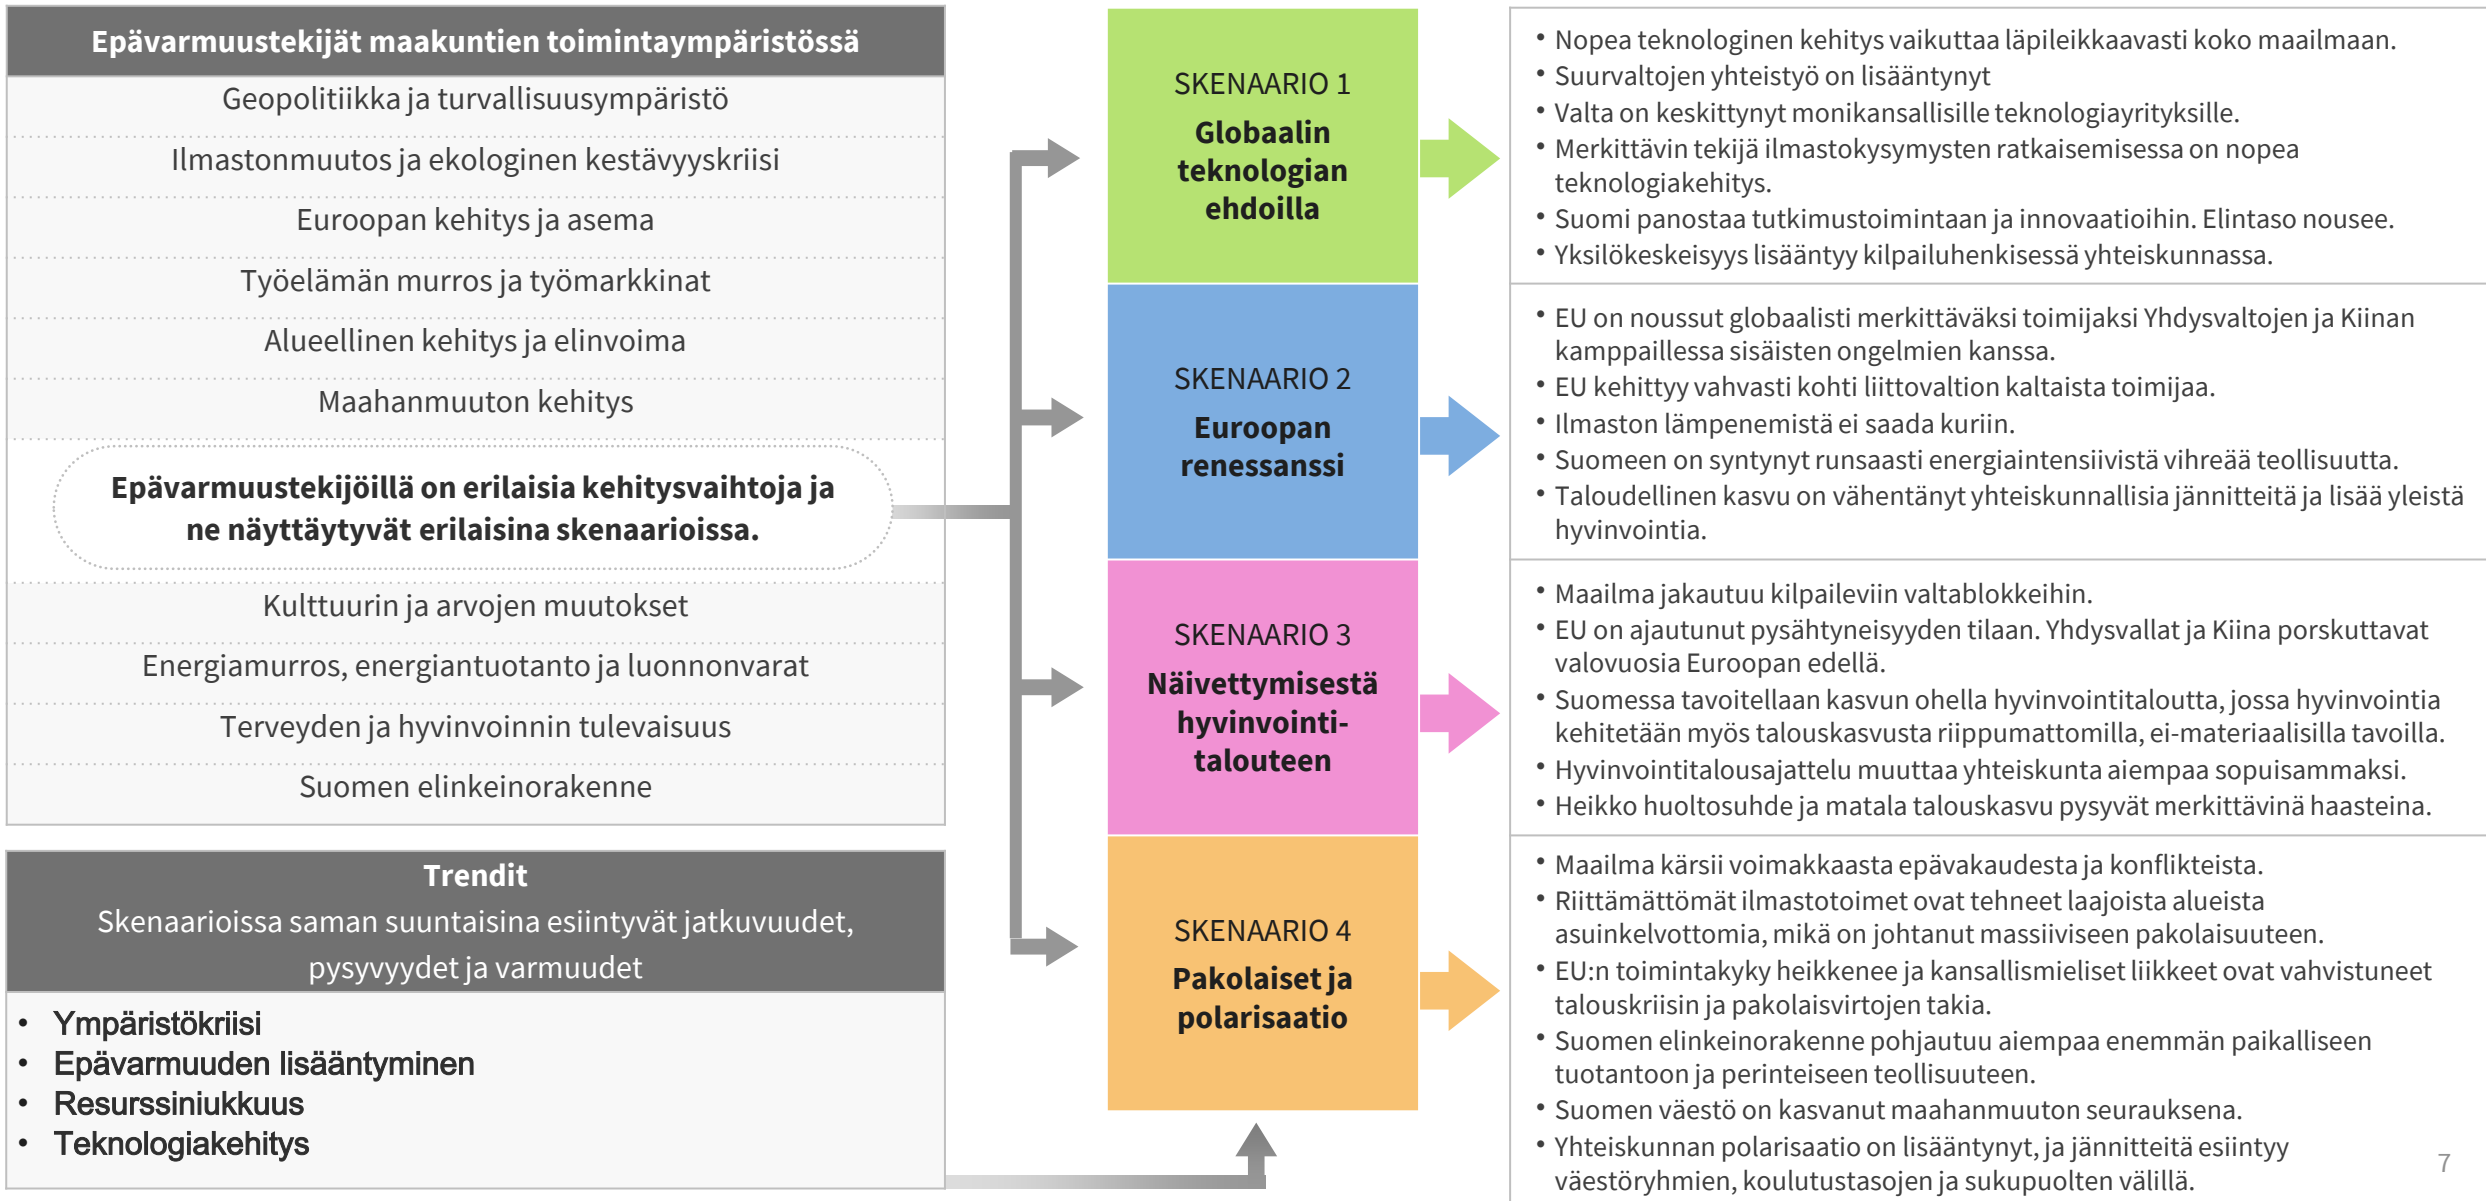 Epävarmuustekijät maakuntien toimintaympäristössä
Geopolitiikka ja turvallisuusympäristö
Ilmastonmuutos ja ekologinen kestävyyskriisi
Euroopan kehitys ja asema
Työelämän murros ja työmarkkinat
Alueellinen kehitys ja elinvoima
Maahanmuuton kehitys
Epävarmuustekijöillä on erilaisia kehitysvaihtoja ja
ne näyttäytyvät erilaisina skenaarioissa.
Kulttuurin ja arvojen muutokset
Energiamurros, energiantuotanto ja luonnonvarat
Terveyden ja hyvinvoinnin tulevaisuus
Suomen elinkeinorakenne
Trendit
Skenaarioissa saman suuntaisina esiintyvät jatkuvuudet,
pysyvyydet ja varmuudet
• Ympäristökriisi
• Epävarmuuden lisääntyminen
• Resurssiniukkuus
• Teknologiakehitys
SKENAARIO 1
Globaalin
teknologian
ehdoilla
• Nopea teknologinen kehitys vaikuttaa läpileikkaavasti koko maailmaan.
• Suurvaltojen yhteistyö on lisääntynyt
• Valta on keskittynyt monikansallisille teknologiayrityksille.
• Merkittävin tekijä ilmastokysymysten ratkaisemisessa on nopea
teknologiakehitys.
• Suomi panostaa tutkimustoimintaan ja innovaatioihin. Elintaso nousee.
• Yksilökeskeisyys lisääntyy kilpailuhenkisessä yhteiskunnassa.
SKENAARIO 2
Euroopan
renessanssi
• EU on noussut globaalisti merkittäväksi toimijaksi Yhdysvaltojen ja Kiinan
kamppaillessa sisäisten ongelmien kanssa.
• EU kehittyy vahvasti kohti liittovaltion kaltaista toimijaa.
• Ilmaston lämpenemistä ei saada kuriin.
• Suomeen on syntynyt runsaasti energiaintensiivistä vihreää teollisuutta.
• Taloudellinen kasvu on vähentänyt yhteiskunnallisia jännitteitä ja lisää yleistä
hyvinvointia.
SKENAARIO 3
Näivettymisestä
hyvinvointi-
talouteen
• Maailma jakautuu kilpaileviin valtablokkeihin.
• EU on ajautunut pysähtyneisyyden tilaan. Yhdysvallat ja Kiina porskuttavat
valovuosia Euroopan edellä.
• Suomessa tavoitellaan kasvun ohella hyvinvointitaloutta, jossa hyvinvointia
kehitetään myös talouskasvusta riippumattomilla, ei-materiaalisilla tavoilla.
• Hyvinvointitalousajattelu muuttaa yhteiskunta aiempaa sopuisammaksi.
• Heikko huoltosuhde ja matala talouskasvu pysyvät merkittävinä haasteina.
SKENAARIO 4
Pakolaiset ja
polarisaatio
• Maailma kärsii voimakkaasta epävakaudesta ja konflikteista.
• Riittämättömät ilmastotoimet ovat tehneet laajoista alueista
asuinkelvottomia, mikä on johtanut massiiviseen pakolaisuuteen.
• EU:n toimintakyky heikkenee ja kansallismieliset liikkeet ovat vahvistuneet
talouskriisin ja pakolaisvirtojen takia.
• Suomen elinkeinorakenne pohjautuu aiempaa enemmän paikalliseen
tuotantoon ja perinteiseen teollisuuteen.
• Suomen väestö on kasvanut maahanmuuton seurauksena.
• Yhteiskunnan polarisaatio on lisääntynyt, ja jännitteitä esiintyy
väestöryhmien, koulutustasojen ja sukupuolten välillä.
7